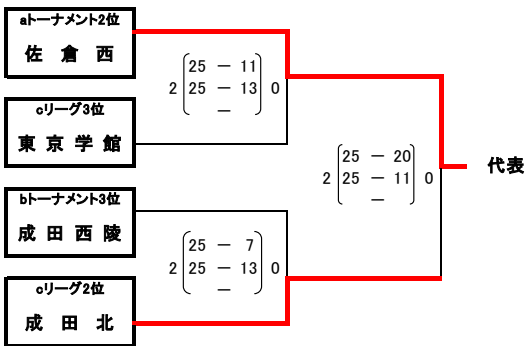 aトーナメント2位
佐倉西
25 － 11
2 25 － 13 0
－
cリーグ3位
東京学館
25 － 20
2 25 － 11 0
－
代表
bトーナメント3位
成田西陵
25 － 7
2 25 － 13 0
－
cリーグ2位
成田北